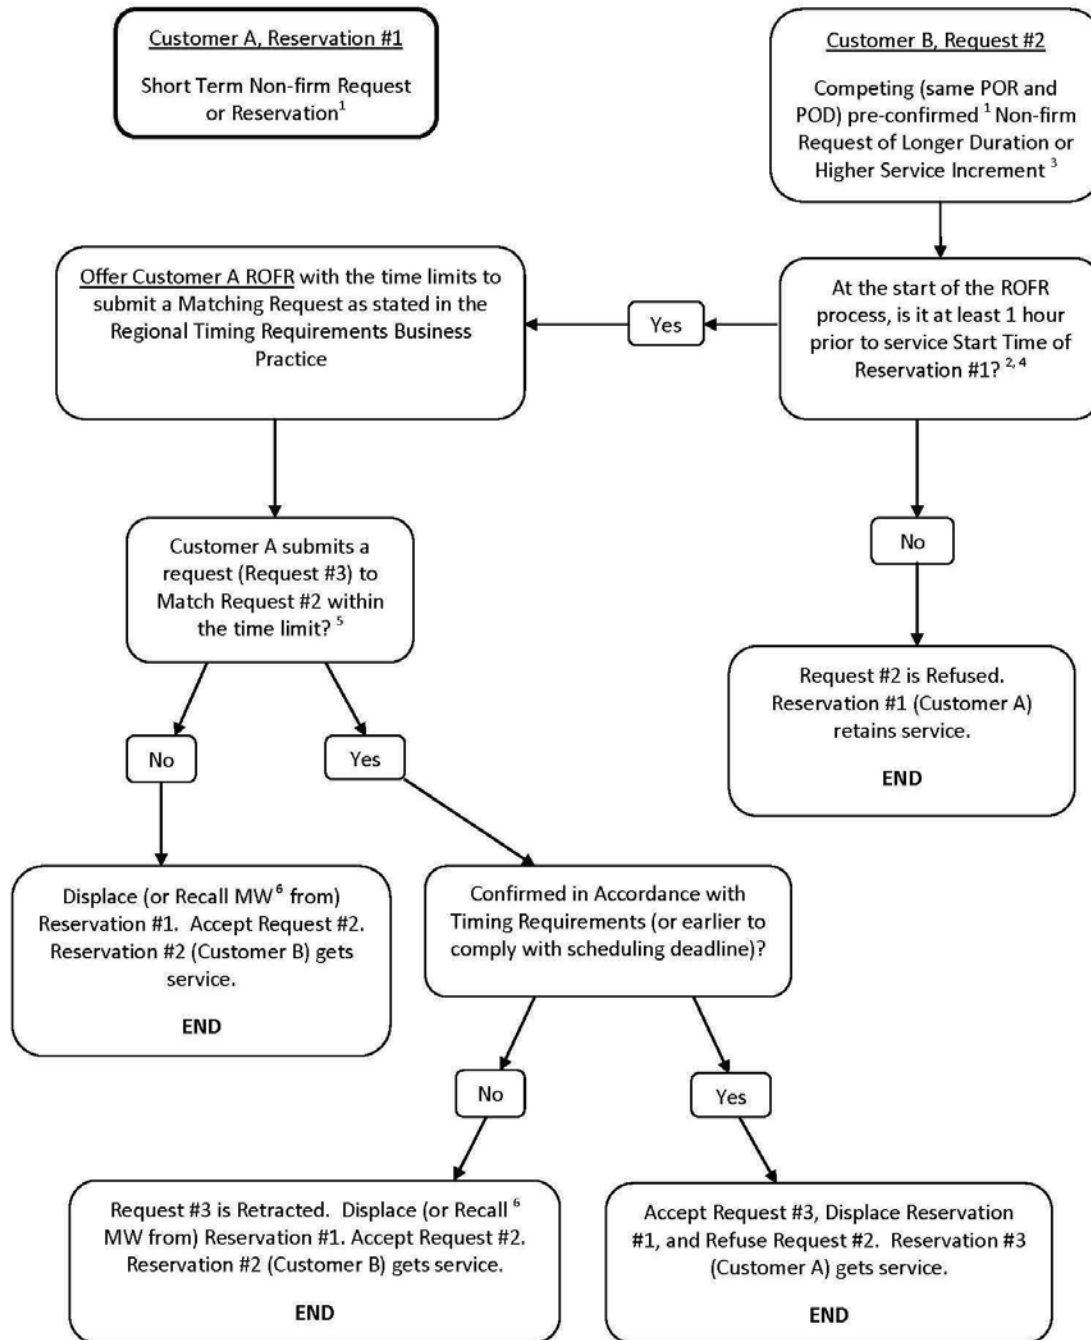 Customer A, Reservation #1
Short Term Non-firm Request
or Reservation1
Customer B, Request #2
Competing (same POR and
POD) pre-confirmed 1 Non-firm
Request of Longer Duration or
Higher Service Increment 3
Offer Customer A ROFR with the time limits to
submit a Matching Request as stated in the
Regional Timing Requirements Business
Practice
Yes
At the start of the ROFR
process, is it at least 1 hour
prior to service Start Time of
Reservation #1? 2, 4
No
Customer A submits a
request (Request #3) to
Match Request #2 within
the time limit? 5
Request #2 is Refused.
Reservation #1 (Customer A)
retains service.
END
No
Yes
Displace (or Recall MW 6 from)
Reservation #1. Accept Request #2.
Reservation #2 (Customer B) gets
service.
END
Confirmed in Accordance with
Timing Requirements (or earlier to
comply with scheduling deadline)?
No
Yes
Request #3 is Retracted. Displace (or Recall 6
MW from) Reservation #1. Accept Request #2.
Reservation #2 (Customer B) gets service.
END
Accept Request #3, Displace Reservation
#1, and Refuse Request #2. Reservation #3
(Customer A) gets service.
END